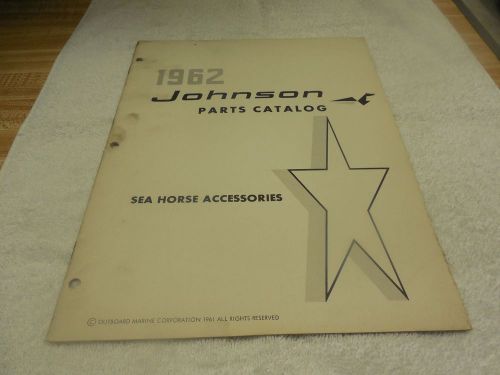 1962
Johnson
PARTS CATALOG
SEA HORSE ACCESSORIES
© OUTBOARD MARINE CORPORATION 1961 ALL RIGHTS RESERVED